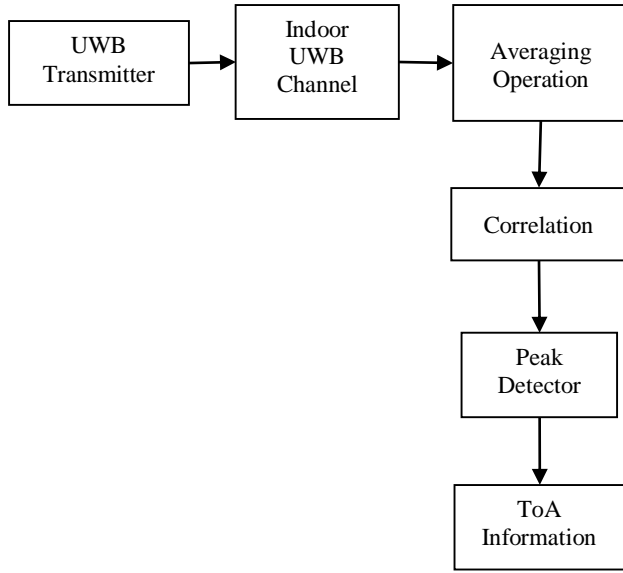 UWB
Transmitter
Indoor
UWB
Channel
Averaging
Operation
Correlation
Peak
Detector
ToA
Information